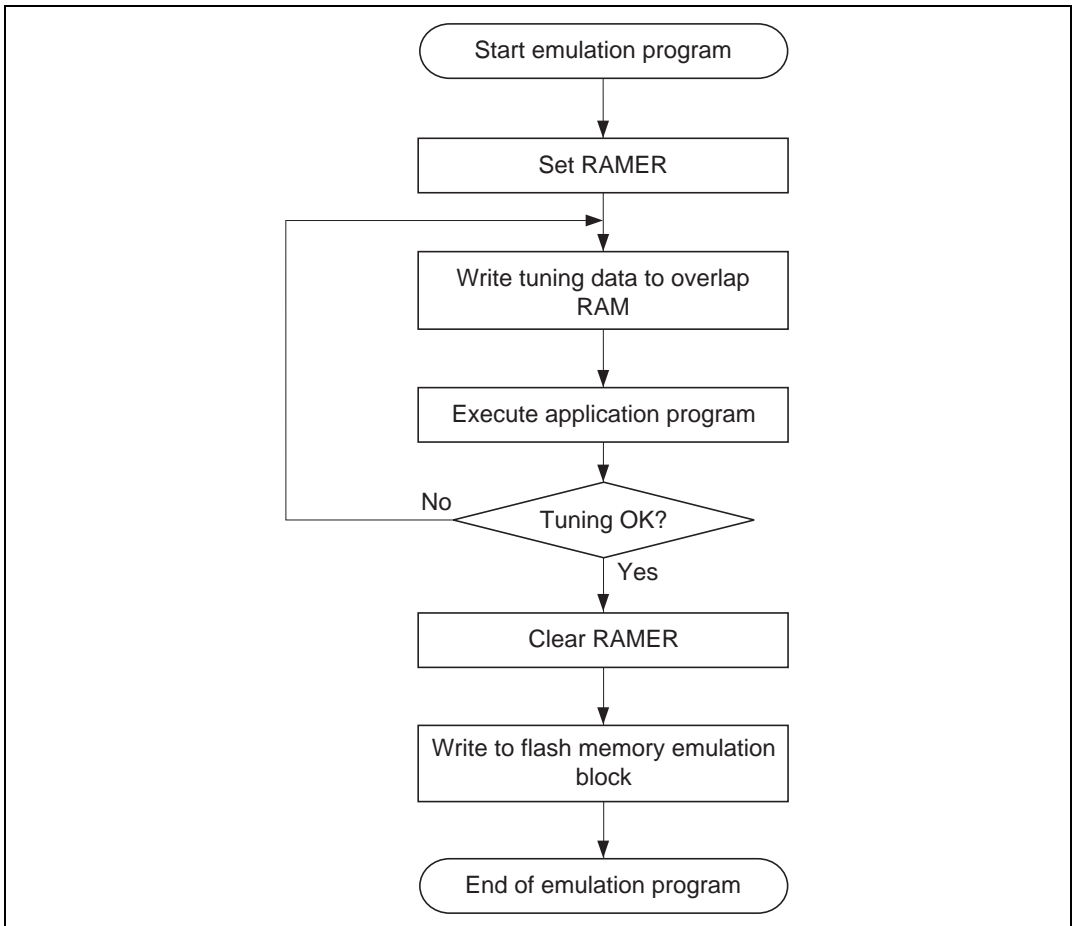 Start emulation program
Set RAMER
Write tuning data to overlap
RAM
Execute application program
No
Tuning OK?
Yes
Clear RAMER
Write to flash memory emulation
block
End of emulation program